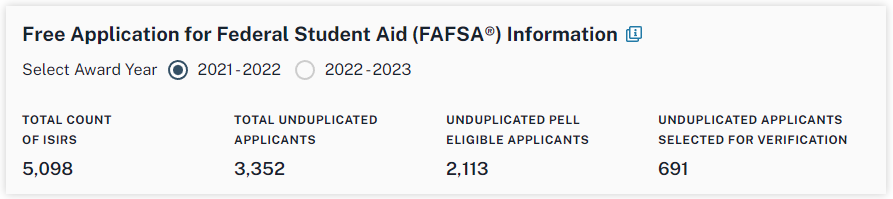 Free Application for Federal Student Aid (FAFSA®) Information
Select Award Year 2021-2022 2022-2023
TOTAL COUNT
OF ISIRS
5,098
TOTAL UNDUPLICATED
APPLICANTS
3,352
UNDUPLICATED PELL
ELIGIBLE APPLICANTS
2,113
UNDUPLICATED APPLICANTS
SELECTED FOR VERIFICATION
691